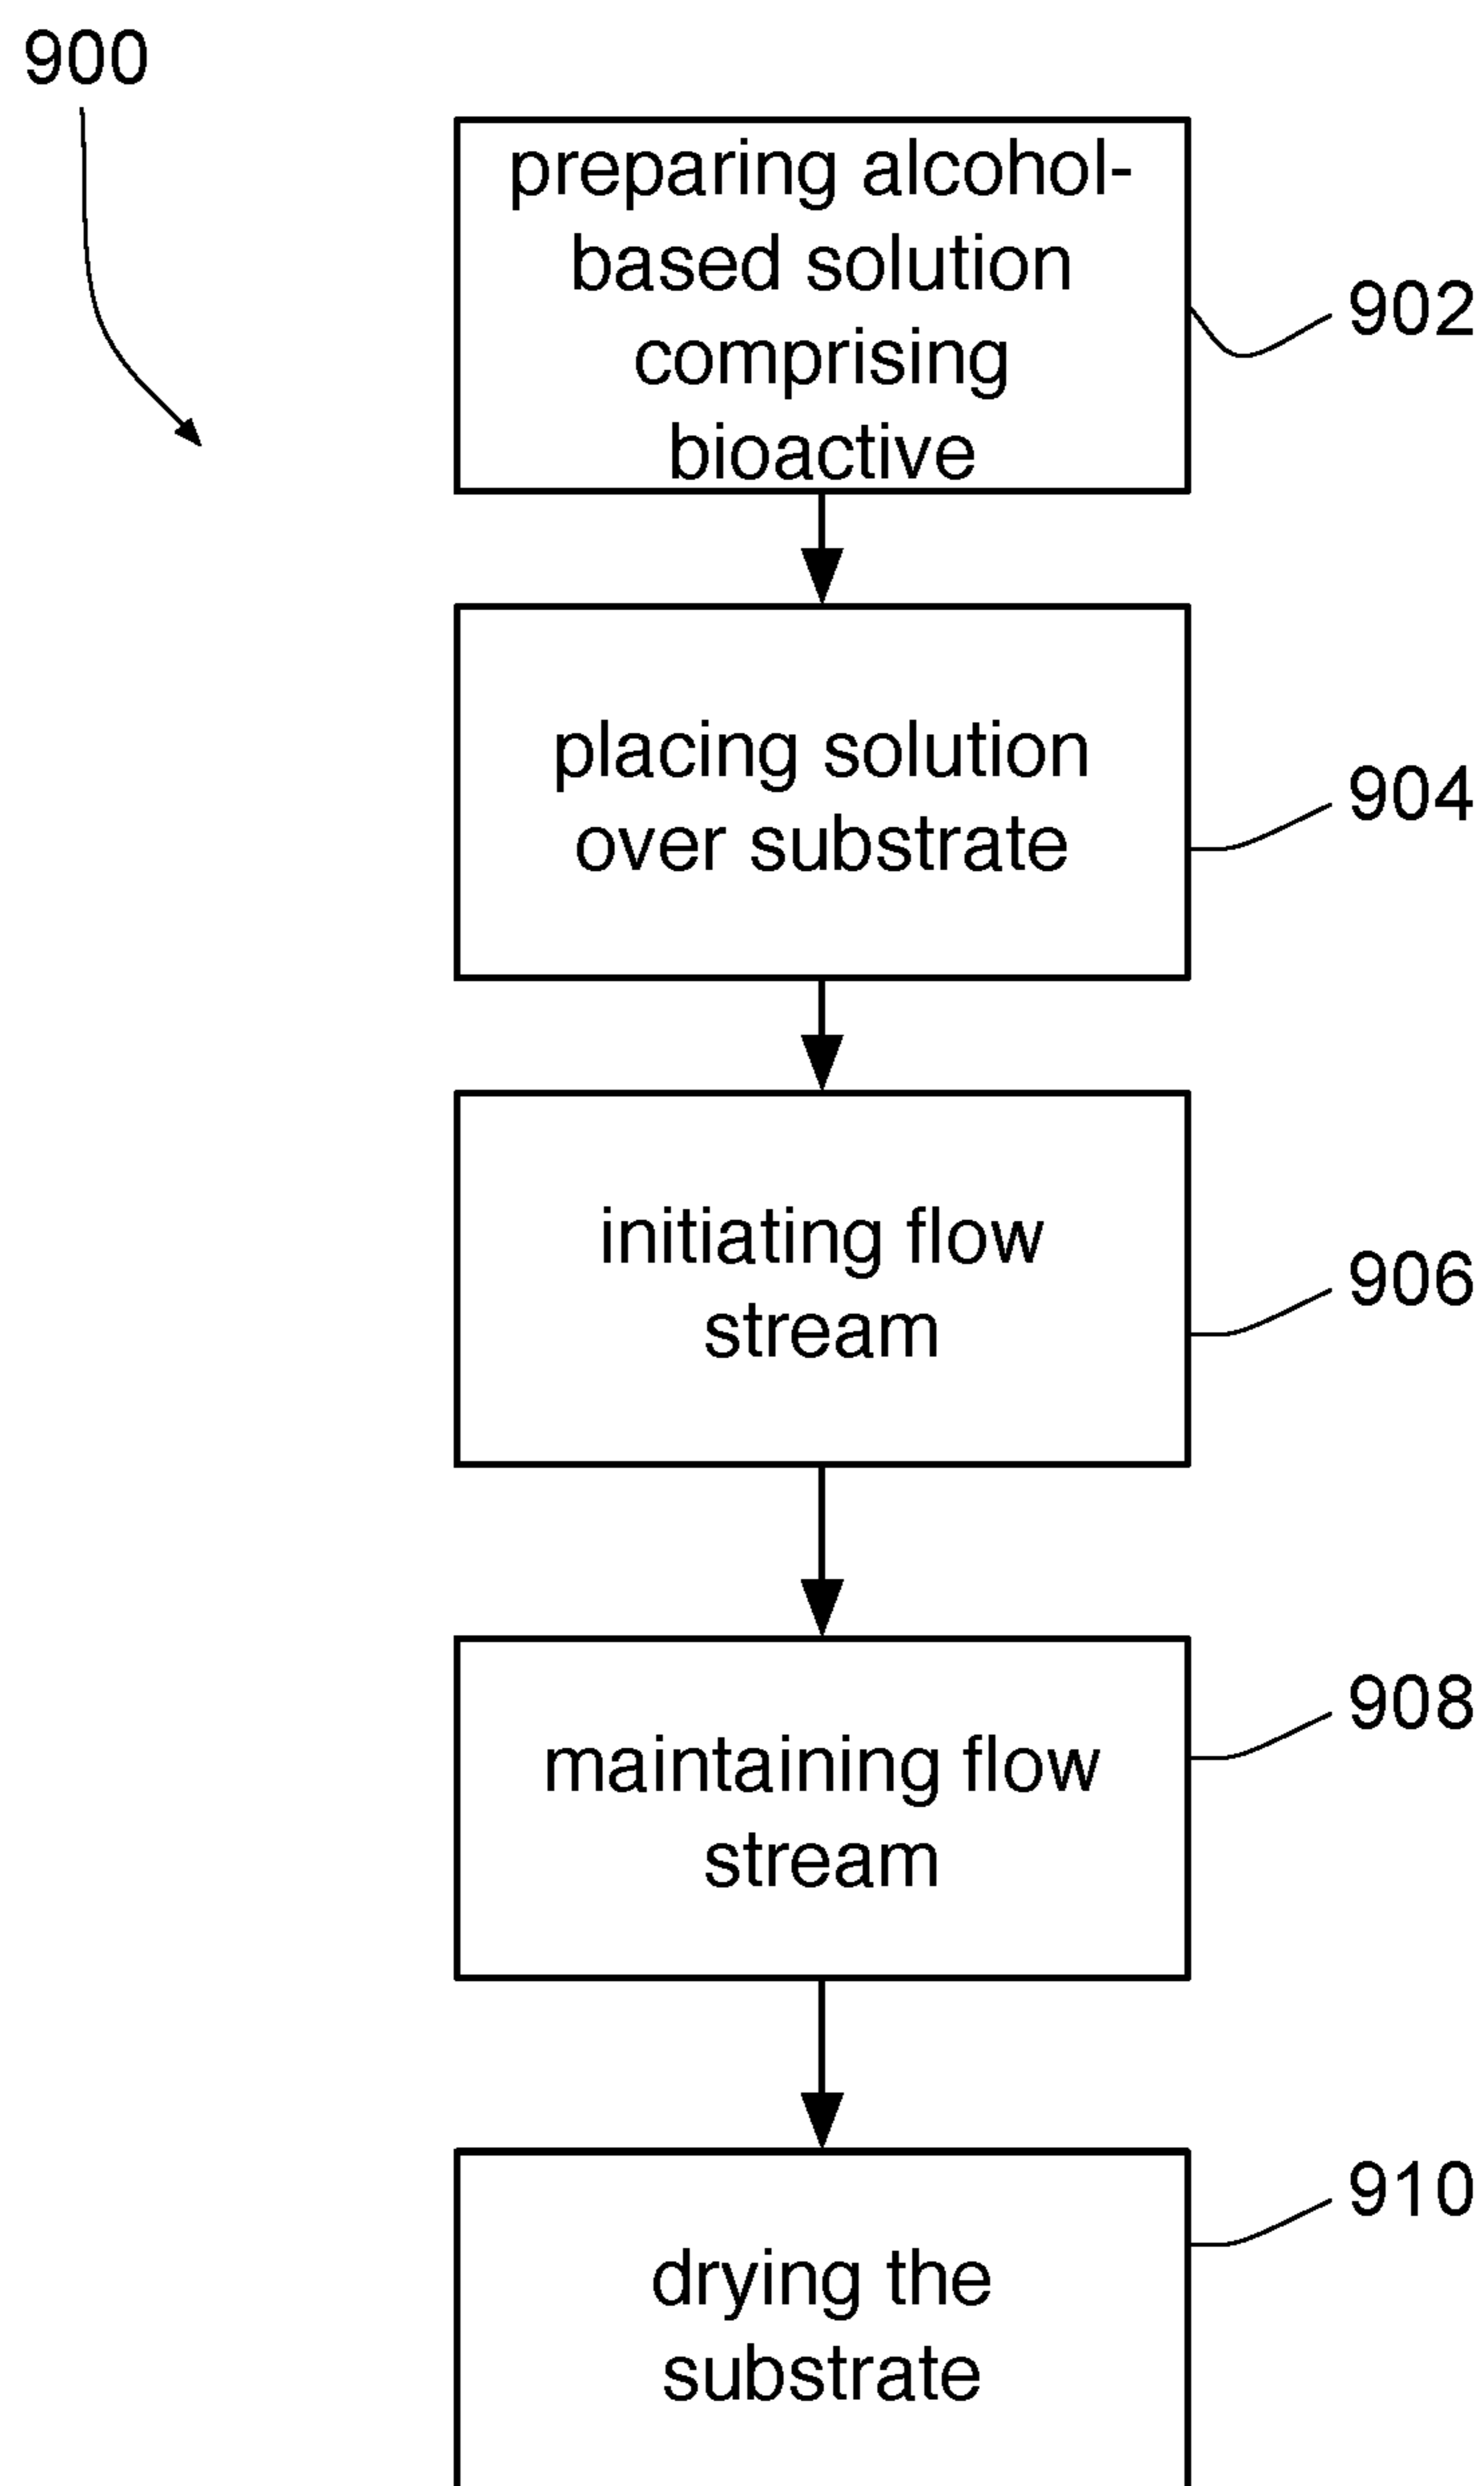 900
preparing alcohol-
based solution
comprising
bioactive
902
placing solution
over substrate
904
initiating flow
stream
906
maintaining flow
stream
908
drying the
substrate
910